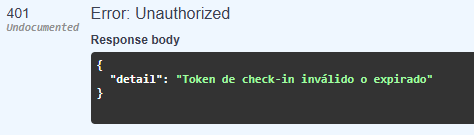 401
Undocumented
Error: Unauthorized
Response body
{
"detail": "Token de check-in inválido o expirado"
}